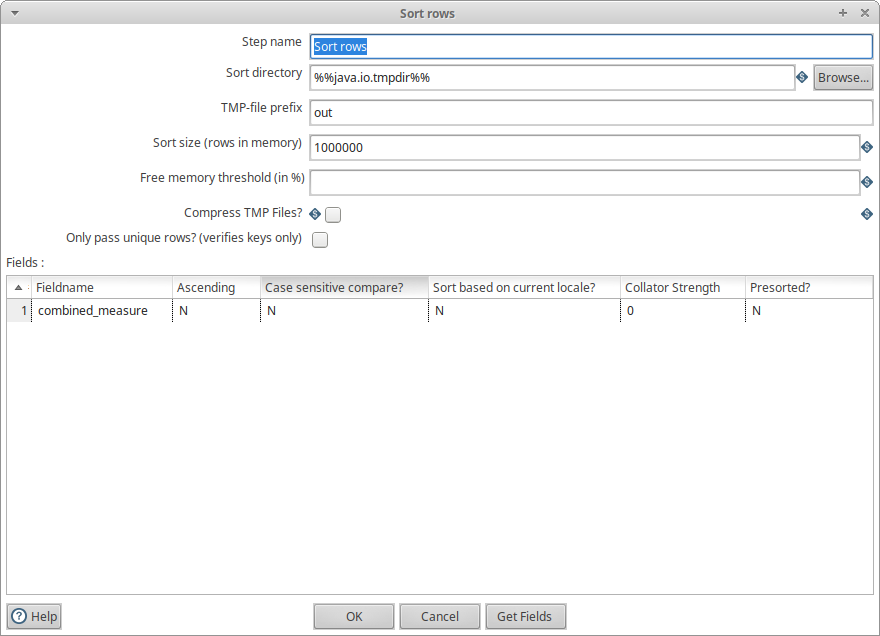 Sort rows
Step name Sort rows
Sort directory %%java.io.tmpdir%% Browse...
TMP-file prefix out
Sort size (rows in memory) 1000000
Free memory threshold (in %)
Compress TMP Files?
Only pass unique rows? (verifies keys only)
Fields :
Fieldname Ascending Case sensitive compare? Sort based on current locale? Collator Strength Presorted?
1 combined_measure N N N 0 N
Help OK Cancel Get Fields